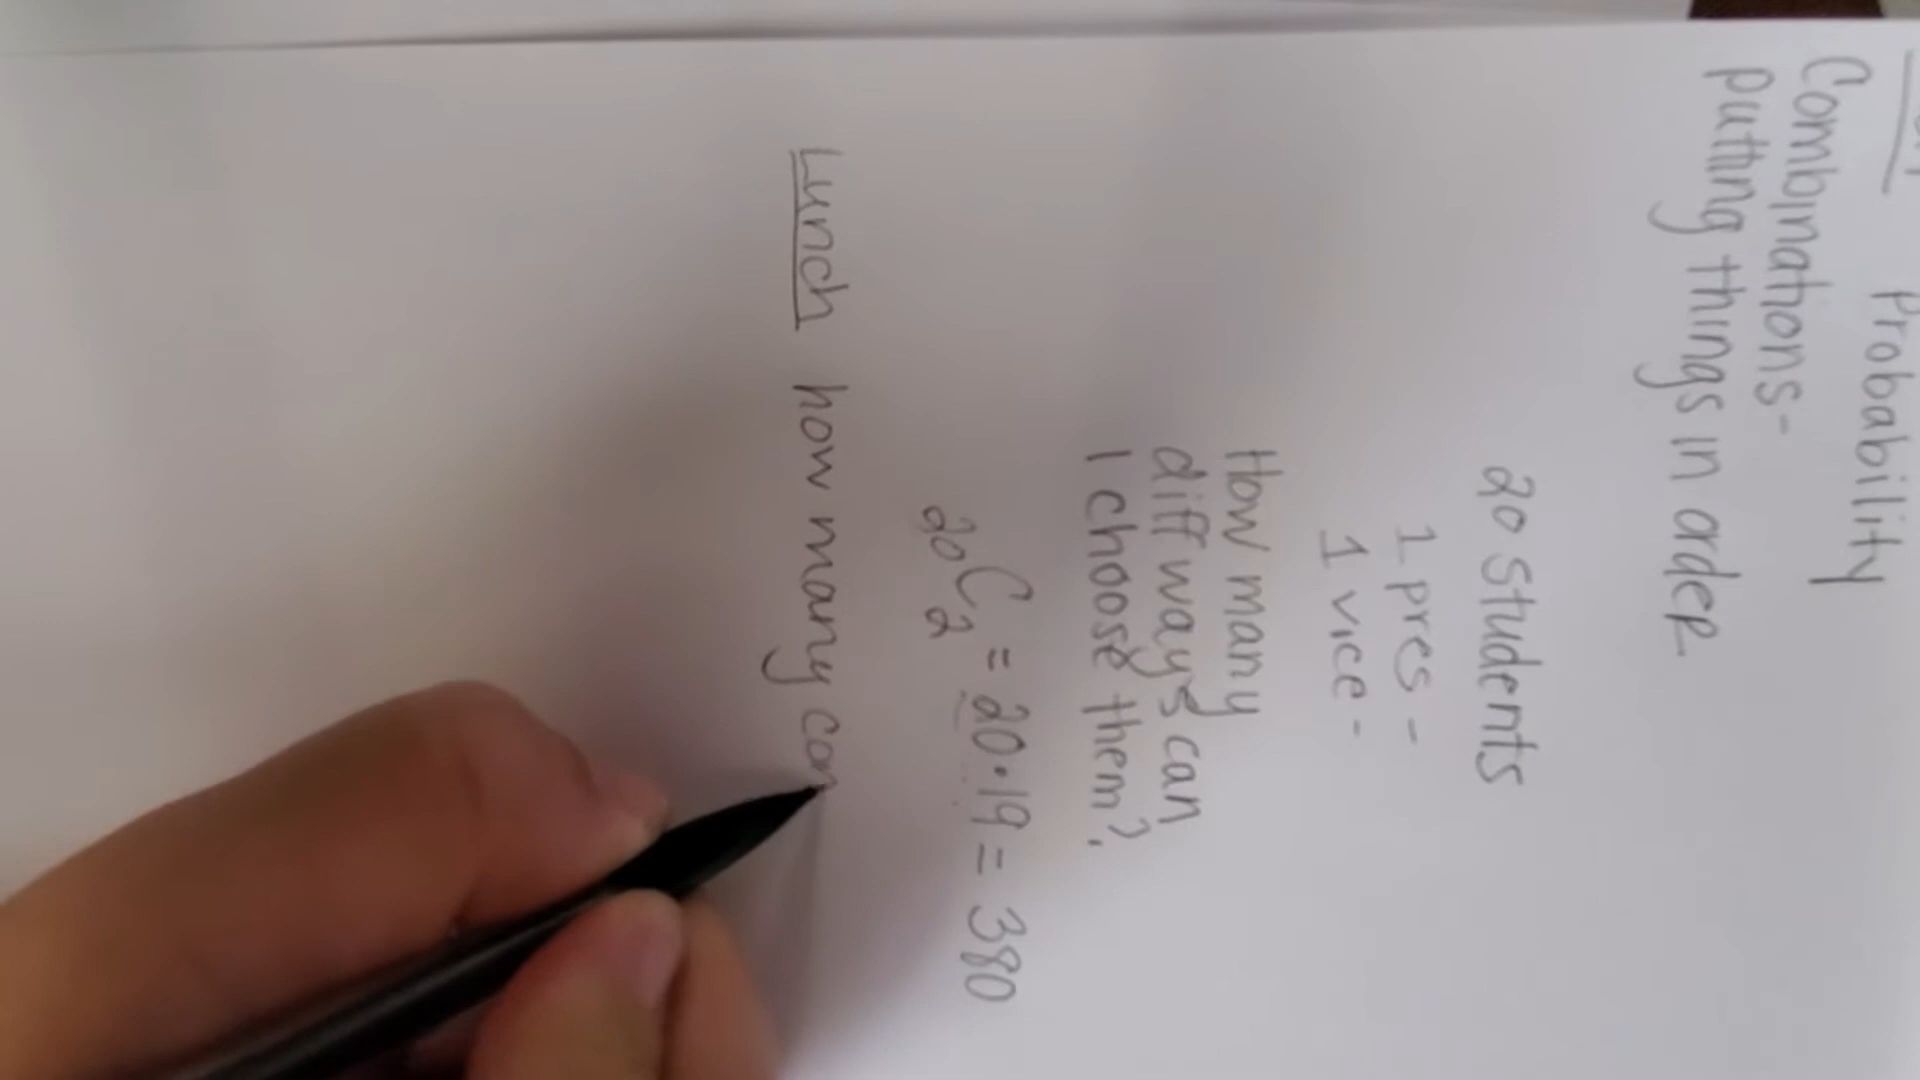 Probability
Combinations-
putting things in order
20 students
1 pres -
1 vice -
How many
diff ways can
I choose them?
20C2 = 20·19 = 380
Lunch how many con